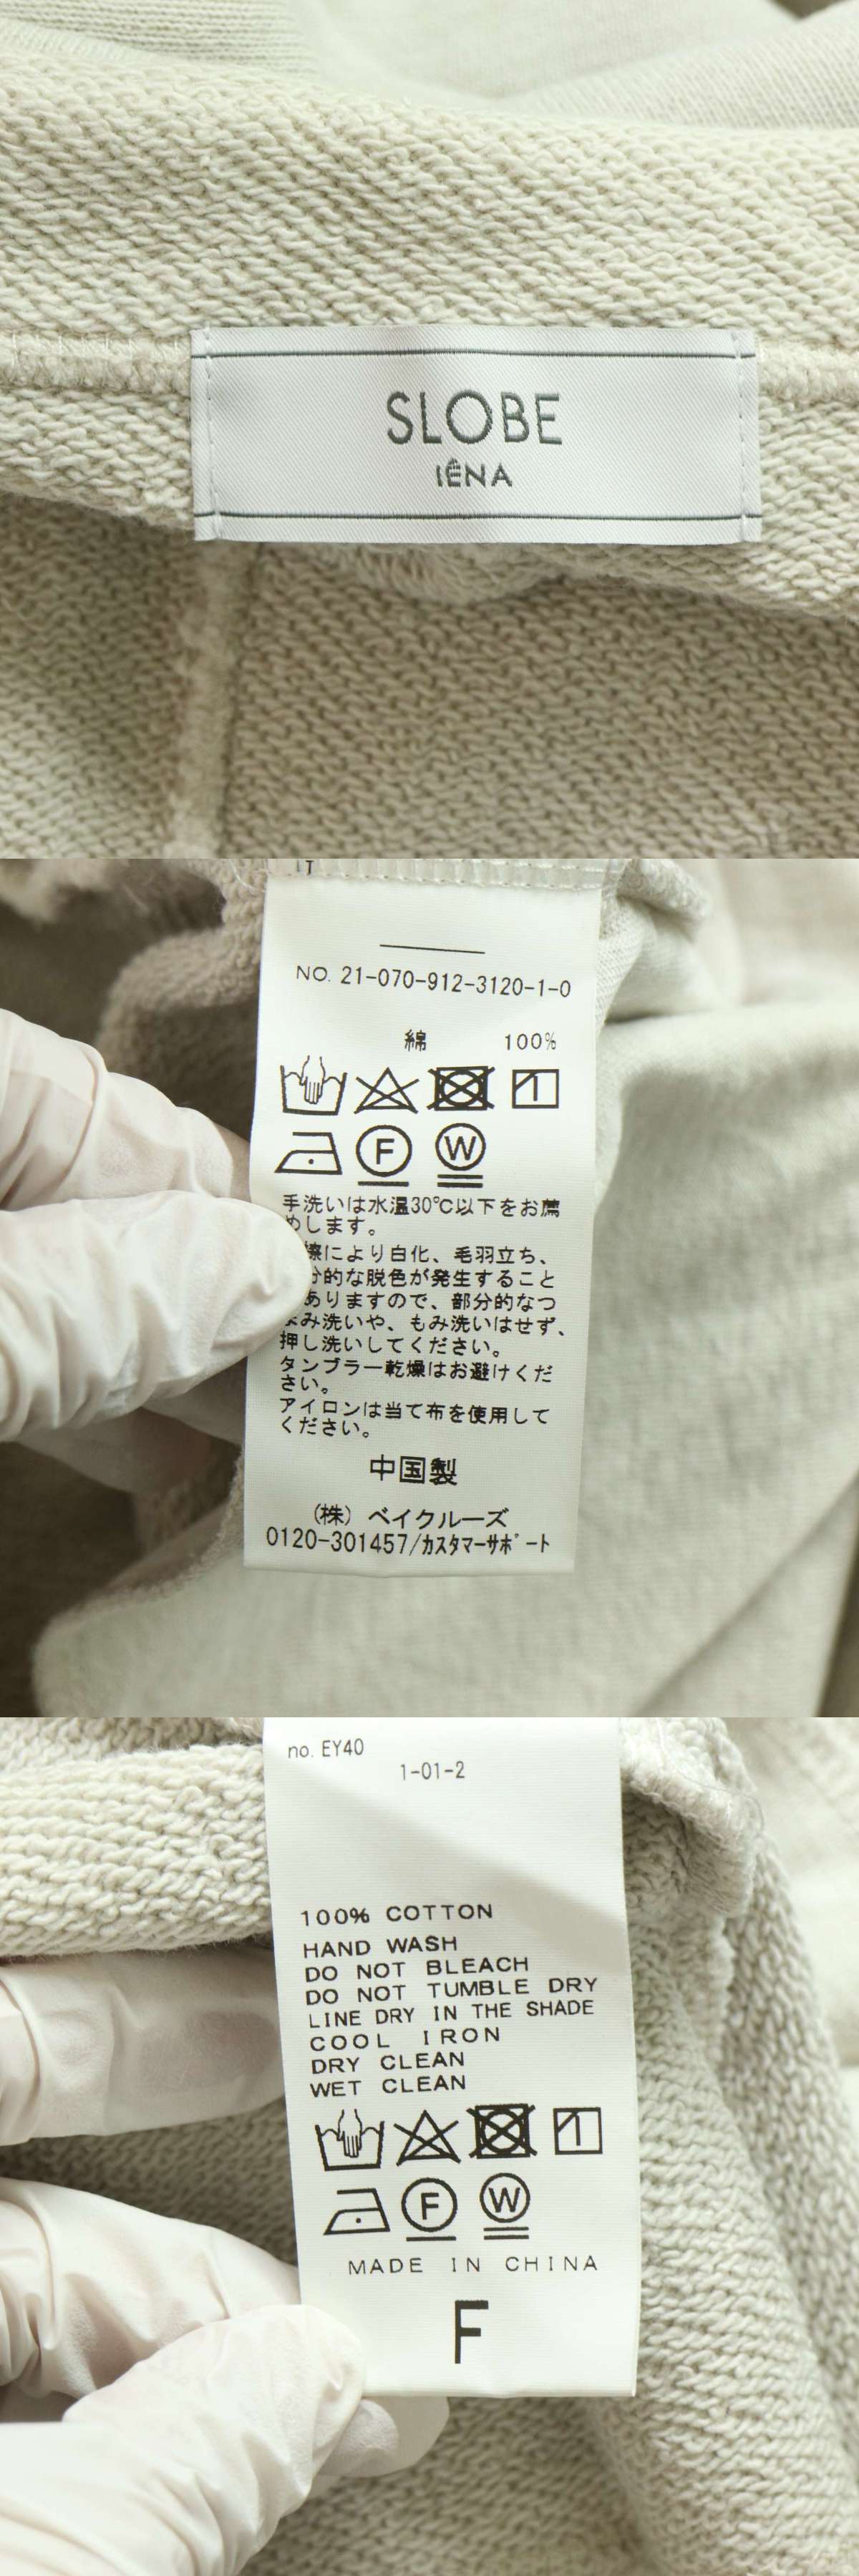 SLOBE
IÉNA
NO. 21-070-912-3120-1-0
綿 100%
F W
手洗いは水温30℃以下をお薦
めします。
擦により白化、毛羽立ち、
分的な脱色が発生すること
ありますので、部分的なつ
まみ洗いや、もみ洗いはせず、
押し洗いしてください。
タンブラー乾燥はお避けくだ
さい。
アイロンは当て布を使用して
ください。
中国製
(株) ベイクルーズ
0120-301457/カスタマーサポート
no. EY40
1-01-2
100% COTTON
HAND WASH
DO NOT BLEACH
DO NOT TUMBLE DRY
LINE DRY IN THE SHADE
COOL IRON
DRY CLEAN
WET CLEAN
F W
MADE IN CHINA
F